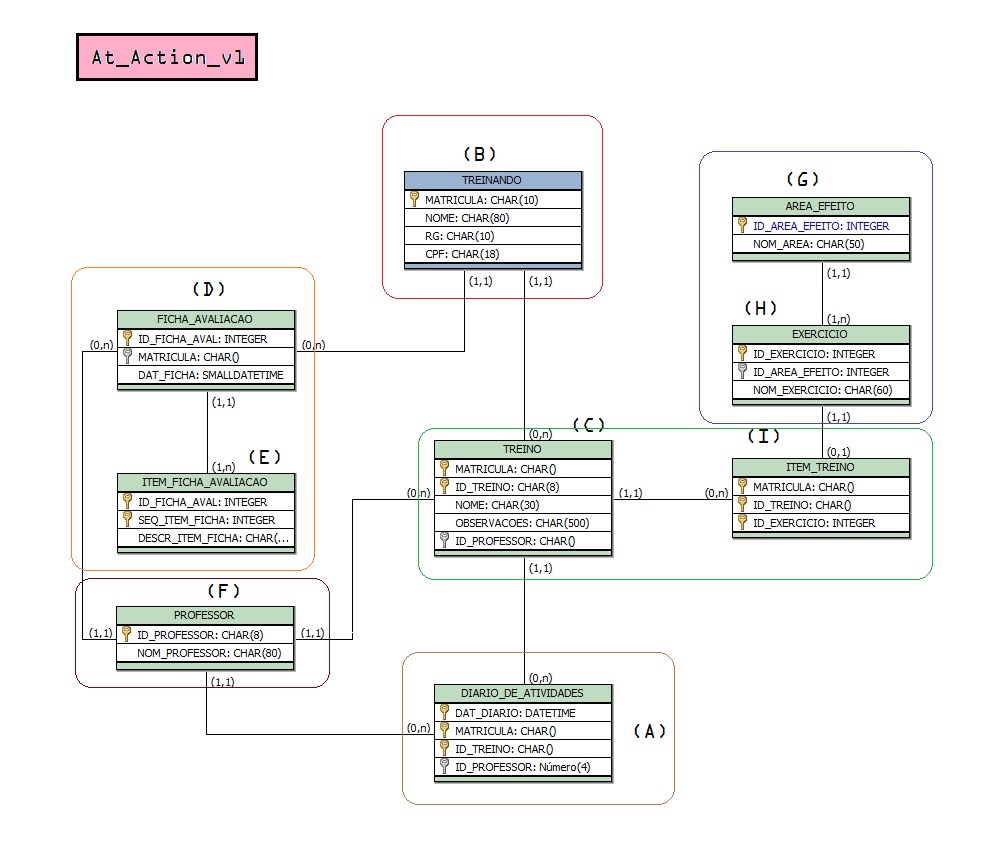 At_Action_v1
(B)
TREINANDO
MATRICULA: CHAR(10)
NOME: CHAR(80)
RG: CHAR(10)
CPF: CHAR(18)
(1,1)
(1,1)
(G)
AREA_EFEITO
ID_AREA_EFEITO: INTEGER
NOM_AREA: CHAR(50)
(1,1)
(H)
(1,n)
EXERCICIO
ID_EXERCICIO: INTEGER
ID_AREA_EFEITO: INTEGER
NOM_EXERCICIO: CHAR(60)
(1,1)
(D)
FICHA_AVALIACAO
ID_FICHA_AVAL: INTEGER
MATRICULA: CHAR()
DAT_FICHA: SMALLDATETIME
(0,n)
(0,n)
(1,1)
(E)
(1,n)
ITEM_FICHA_AVALIACAO
ID_FICHA_AVAL: INTEGER
SEQ_ITEM_FICHA: INTEGER
DESCR_ITEM_FICHA: CHAR(...
(C)
(0,n)
TREINO
MATRICULA: CHAR()
ID_TREINO: CHAR(8)
NOME: CHAR(30)
OBSERVACOES: CHAR(500)
ID_PROFESSOR: CHAR()
(0,n)
(1,1)
(0,n)
(1,1)
(I)
(0,1)
ITEM_TREINO
MATRICULA: CHAR()
ID_TREINO: CHAR()
ID_EXERCICIO: INTEGER
(F)
PROFESSOR
ID_PROFESSOR: CHAR(8)
NOM_PROFESSOR: CHAR(80)
(1,1)
(1,1)
(1,1)
(0,n)
DIARIO_DE_ATIVIDADES
DAT_DIARIO: DATETIME
MATRICULA: CHAR()
ID_TREINO: CHAR()
ID_PROFESSOR: Número(4)
(0,n)
(A)